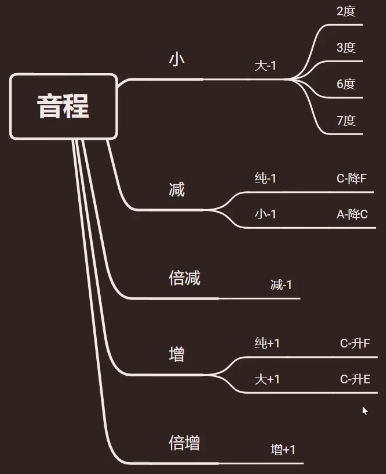 音程
小
大-1
2度
3度
6度
7度
减
纯-1
C-降F
小-1
A-降C
倍减
减-1
增
纯+1
C-升F
大+1
C-升E
倍增
增+1